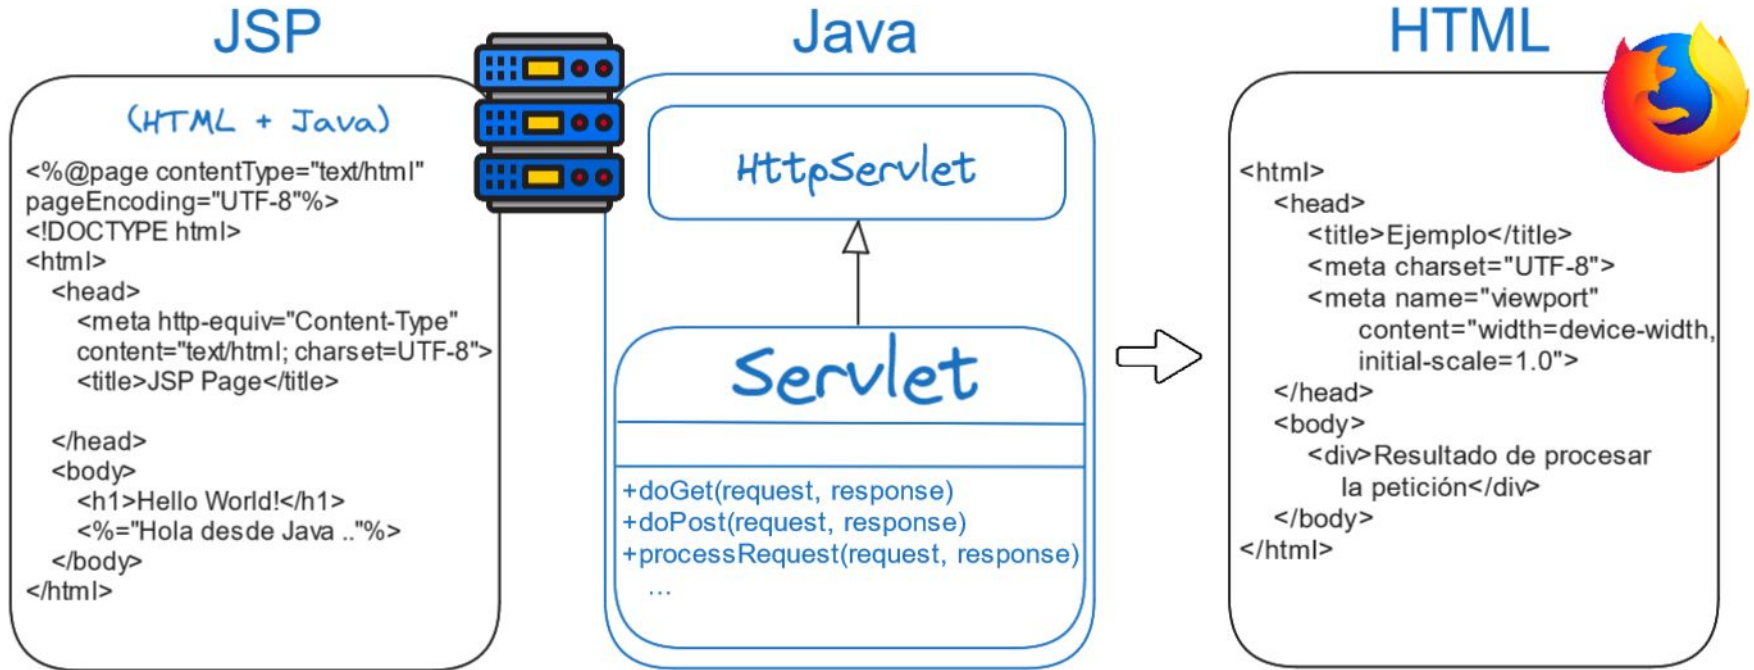 JSP
(HTML + Java)
<%@page contentType="text/html"
pageEncoding="UTF-8"%>
<!DOCTYPE html>
<html>
<head>
<meta http-equiv="Content-Type"
content="text/html; charset=UTF-8">
<title>JSP Page</title>
</head>
<body>
<h1>Hello World!</h1>
<%="Hola desde Java .."%>
</body>
</html>
Java
HttpServlet
Servlet
+doGet(request, response)
+doPost(request, response)
+processRequest(request, response)
...
HTML
<html>
<head>
<title>Ejemplo</title>
<meta charset="UTF-8">
<meta name="viewport"
content="width=device-width,
initial-scale=1.0">
</head>
<body>
<div>Resultado de procesar
la petición</div>
</body>
</html>